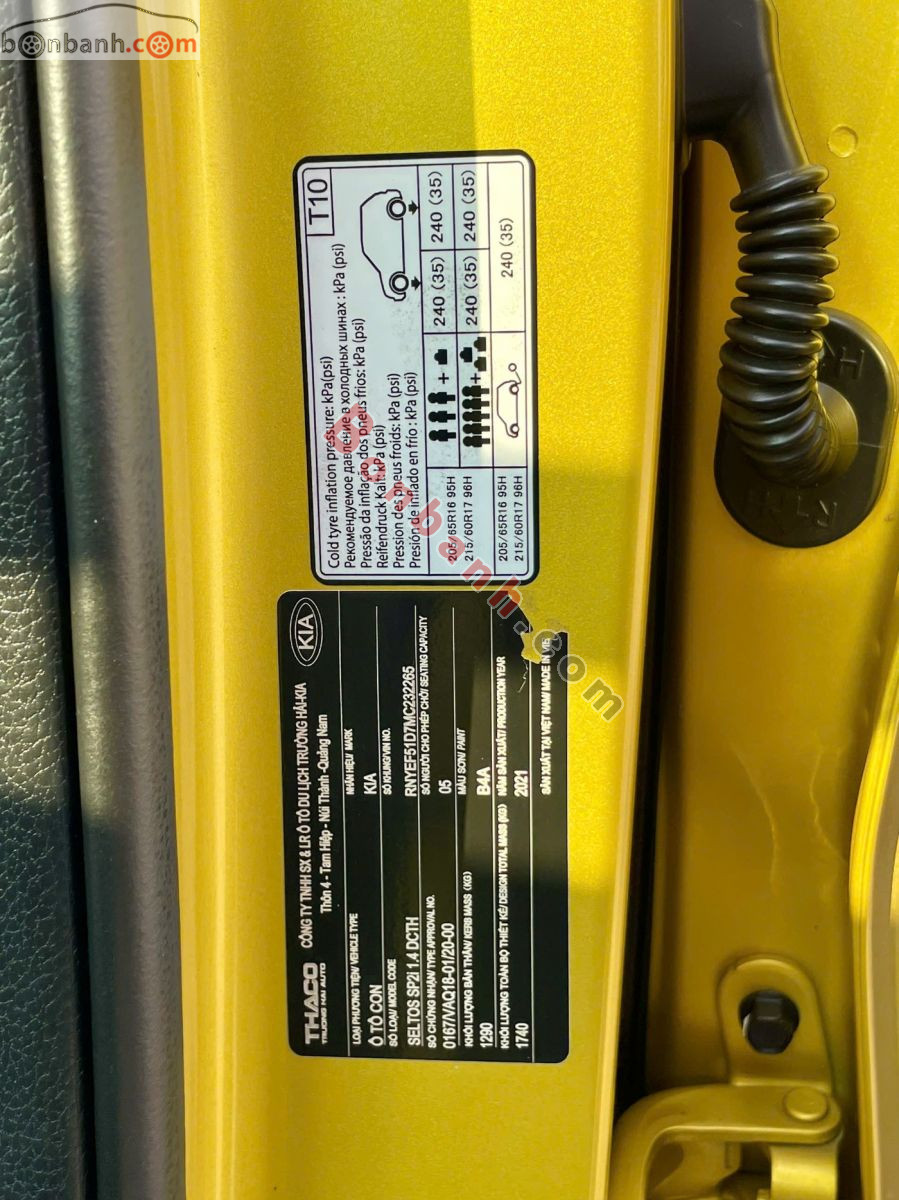 bonbanh.com
T10
Cold tyre inflation pressure: kPa(psi)
Рекомендуемое давление в холодных шинах : kPa (psi)
Pressão da inflação dos pneus frios: kPa (psi)
Reifendruck Kalt: kPa (psi)
Pression des pneus froids: kPa (psi)
Presión de inflado en frío : kPa (psi)
205/65R16 95H + 240 (35) 240 (35)
215/60R17 96H + 240 (35) 240 (35)
205/65R16 95H 240 (35)
215/60R17 96H
THACO
TRUONG HAI AUTO
CÔNG TY TNHH SX & LR Ô TÔ DU LỊCH TRƯỜNG HẢI-KIA
Thôn 4 - Tam Hiệp - Núi Thành -Quảng Nam
KIA
LOẠI PHƯƠNG TIỆN/ VEHICLE TYPE NHÃN HIỆU/ MARK
Ô TÔ CON KIA
SỐ LOẠI/ MODEL CODE SỐ KHUNG/VIN NO.
SELTOS SP2i 1.4 DCTH RNYEF51D7MC232265
SỐ CHỨNG NHẬN/ TYPE APPROVAL NO. SỐ NGƯỜI CHO PHÉP CHỞ/ SEATING CAPACITY
0167/VAQ18-01/20-00 05
KHỐI LƯỢNG BẢN THÂN/ KERB MASS (KG) MÀU SƠN/ PAINT
1290 B4A
KHỐI LƯỢNG TOÀN BỘ THIẾT KẾ/ DESIGN TOTAL MASS (KG) NĂM SẢN XUẤT/ PRODUCTION YEAR
1740 2021
SẢN XUẤT TẠI VIỆT NAM/ MADE IN
Bonbanh.com